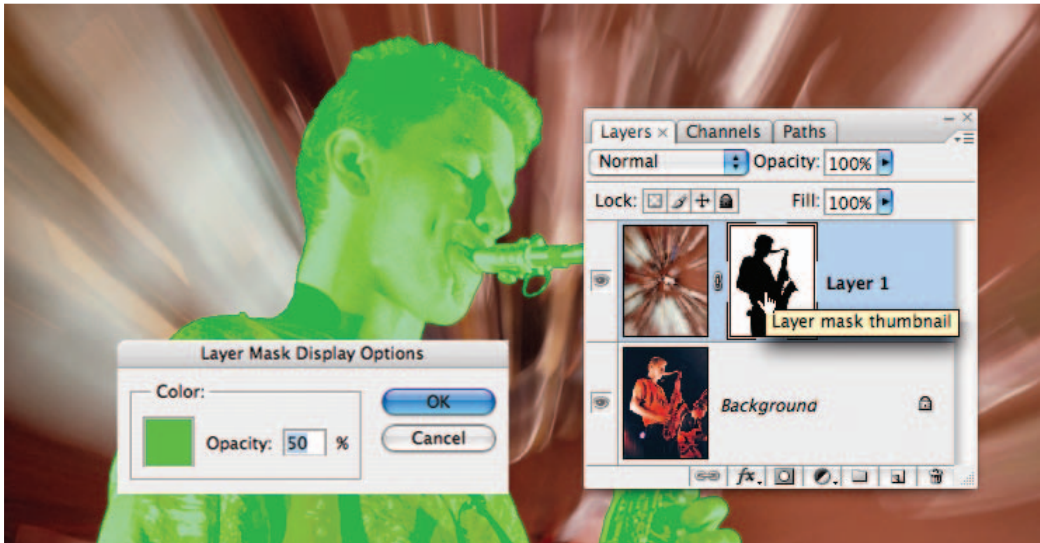 Layers × Channels Paths
Normal Opacity: 100%
Lock: Fill: 100%
Layer 1
Layer mask thumbnail
Background
fx
Layer Mask Display Options
Color:
Opacity: 50 %
OK
Cancel